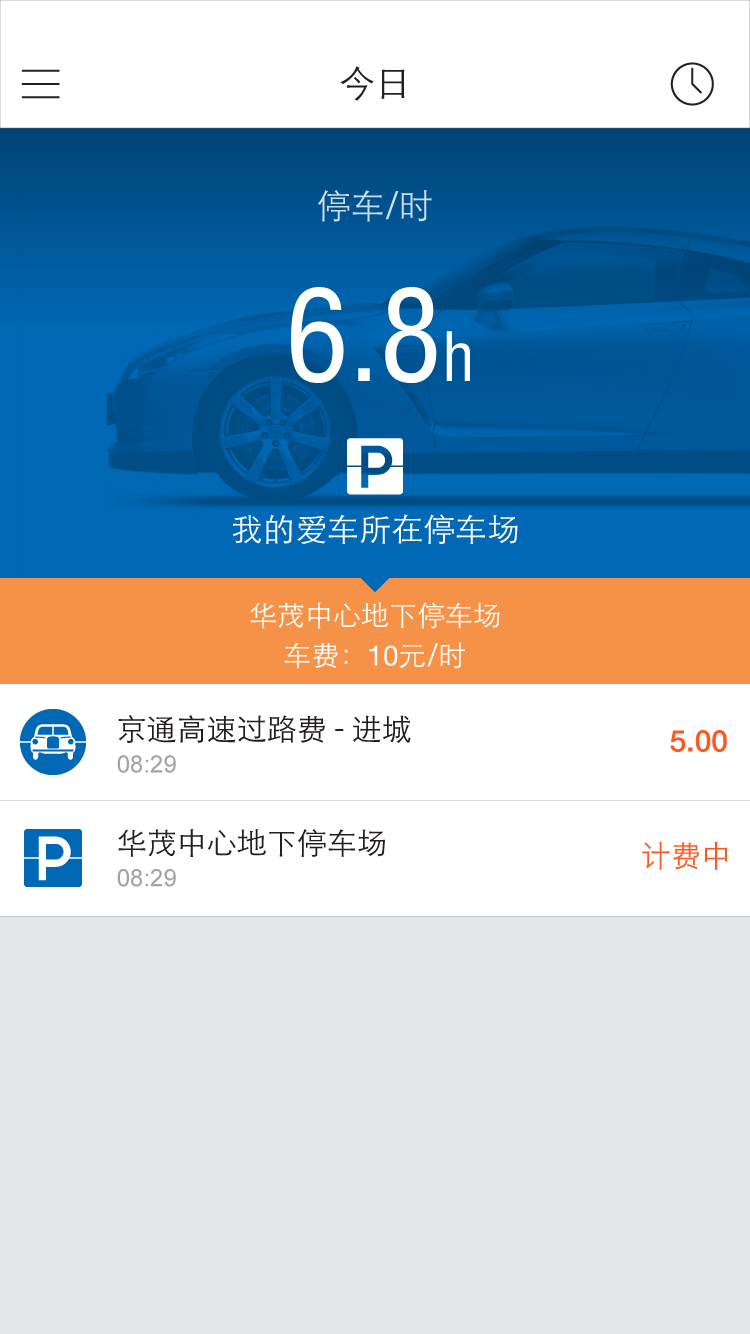 今日
停车/时
6.8h
P
我的爱车所在停车场
华茂中心地下停车场
车费：10元/时
京通高速过路费 - 进城
08:29
5.00
P
华茂中心地下停车场
08:29
计费中